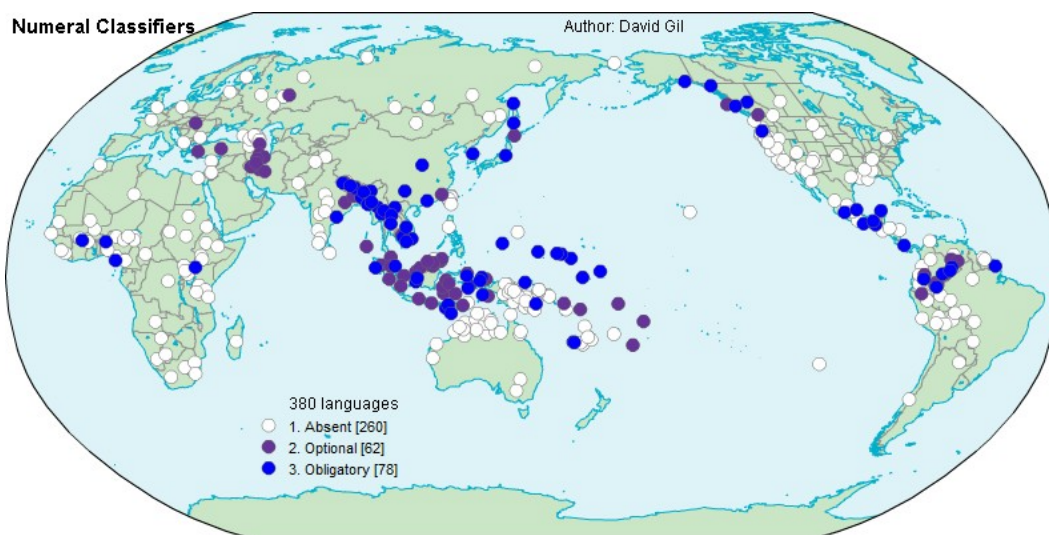 Numeral Classifiers
Author: David Gil
380 languages
1. Absent [260]
2. Optional [62]
3. Obligatory [78]